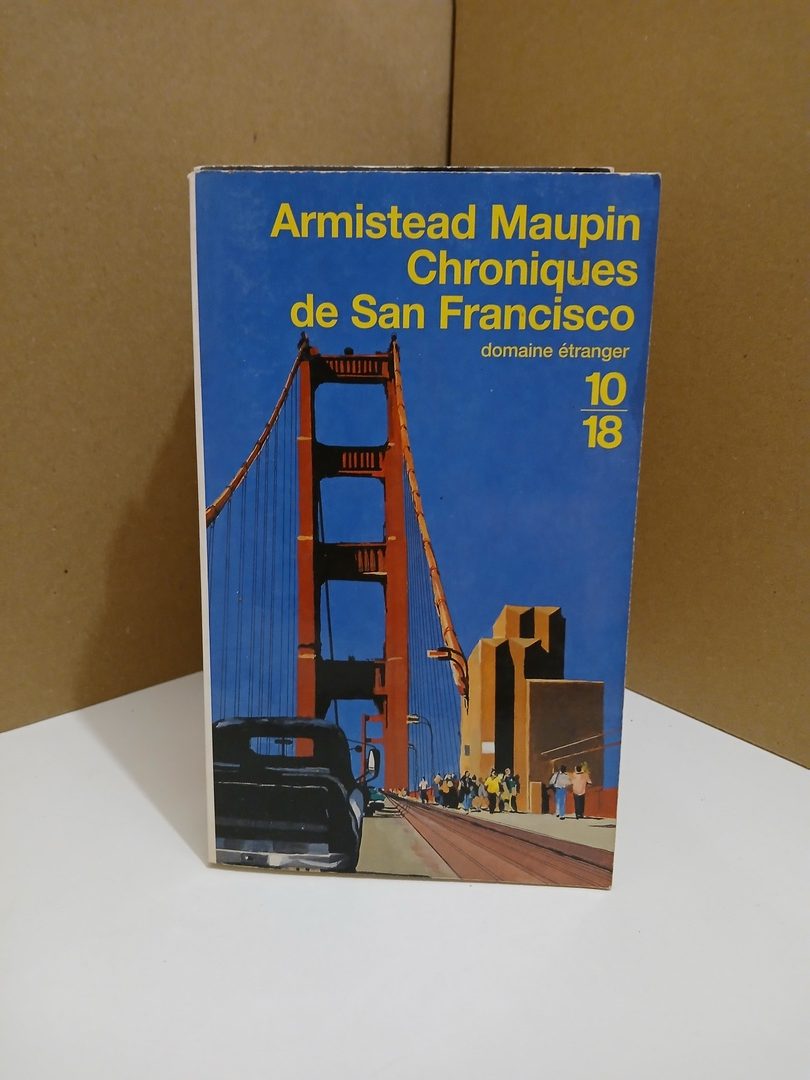 Armistead Maupin
Chroniques
de San Francisco
domaine étranger
10
18